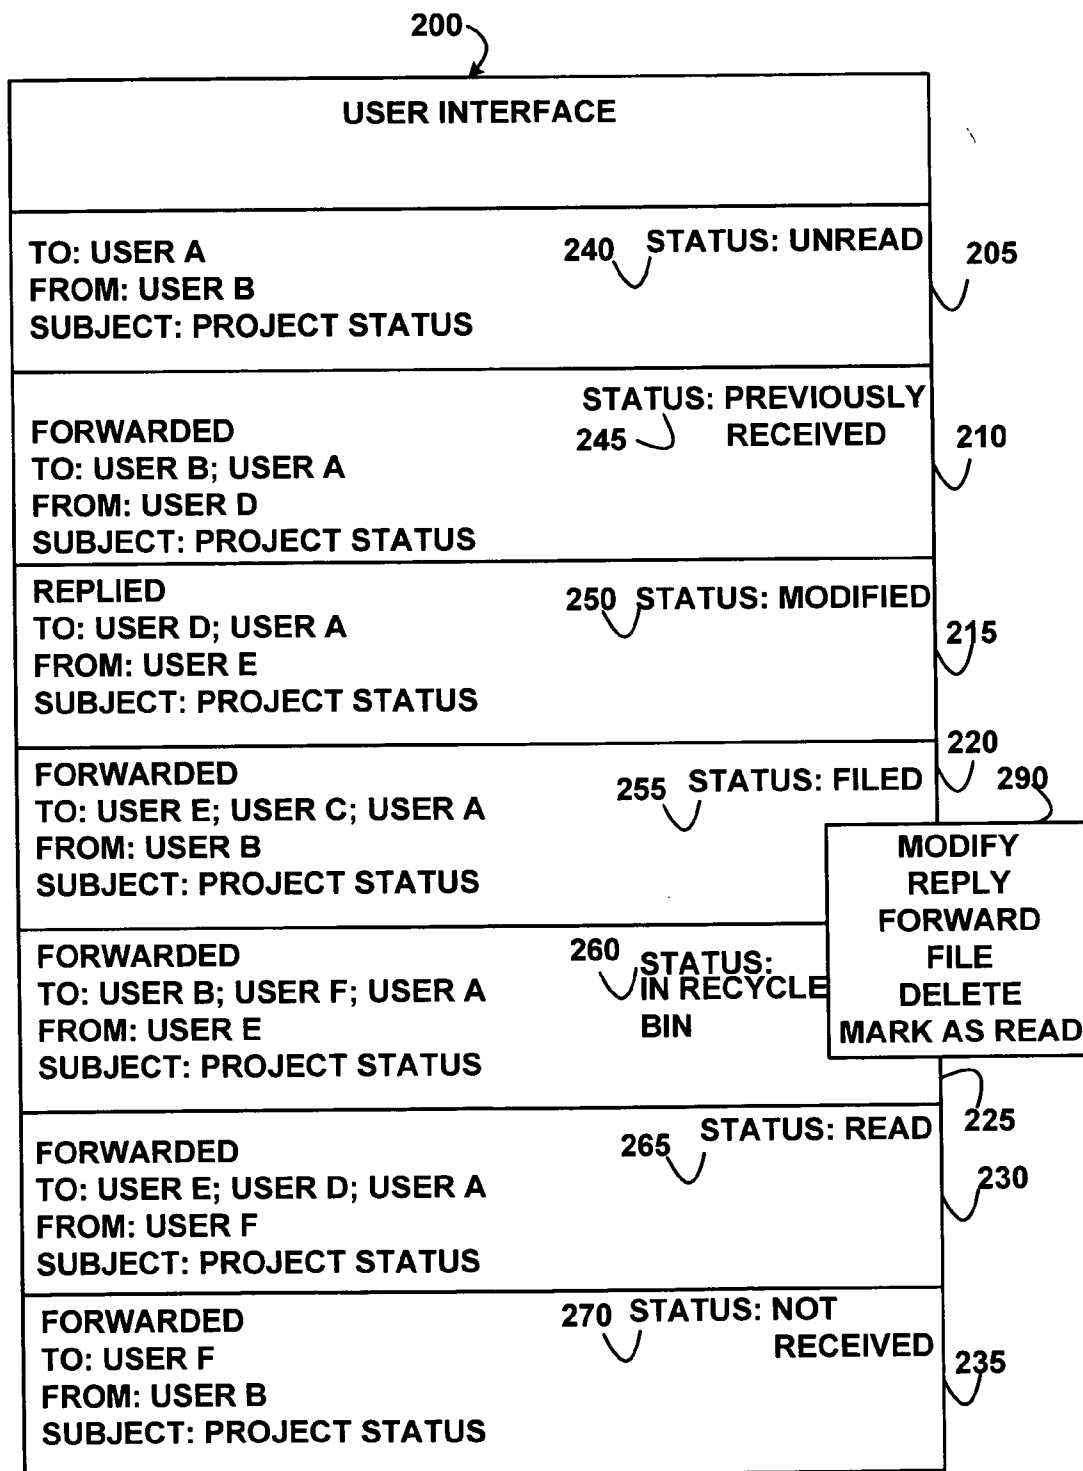 200
USER INTERFACE
TO: USER A
FROM: USER B
SUBJECT: PROJECT STATUS
240 STATUS: UNREAD
205
FORWARDED
TO: USER B; USER A
FROM: USER D
SUBJECT: PROJECT STATUS
STATUS: PREVIOUSLY
RECEIVED
245
210
REPLIED
TO: USER D; USER A
FROM: USER E
SUBJECT: PROJECT STATUS
250 STATUS: MODIFIED
215
FORWARDED
TO: USER E; USER C; USER A
FROM: USER B
SUBJECT: PROJECT STATUS
255 STATUS: FILED
220
290
MODIFY
REPLY
FORWARD
FILE
DELETE
MARK AS READ
FORWARDED
TO: USER B; USER F; USER A
FROM: USER E
SUBJECT: PROJECT STATUS
260 STATUS:
IN RECYCLE
BIN
225
FORWARDED
TO: USER E; USER D; USER A
FROM: USER F
SUBJECT: PROJECT STATUS
265 STATUS: READ
230
FORWARDED
TO: USER F
FROM: USER B
SUBJECT: PROJECT STATUS
270 STATUS: NOT
RECEIVED
235